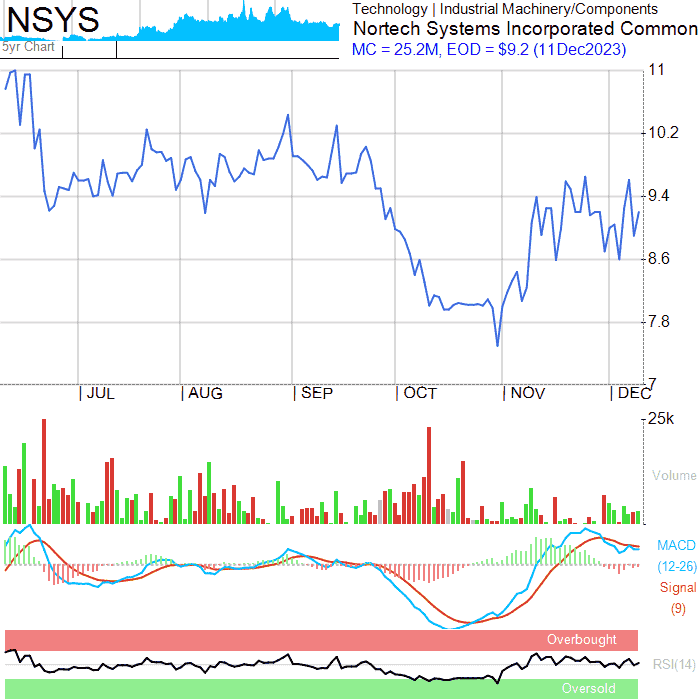 NSYS
5yr Chart
Technology | Industrial Machinery/Components
Nortech Systems Incorporated Common
MC = 25.2M, EOD = $9.2 (11Dec2023)
11
10.2
9.4
8.6
7.8
7
| JUL | AUG | SEP | OCT | NOV | DEC
25k
Volume
MACD
(12-26)
Signal
(9)
Overbought
RSI(14)
Oversold